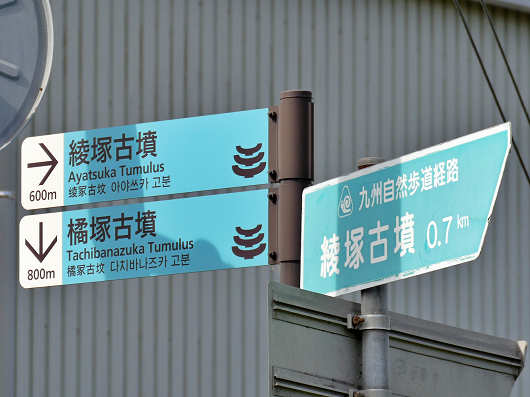 綾塚古墳
Ayatsuka Tumulus
绫冢古坟 아야쓰카 고분
600m
橘塚古墳
Tachibanazuka Tumulus
橘冢古坟 다치바나즈카 고분
800m
九州自然歩道経路
綾塚古墳 0.7km